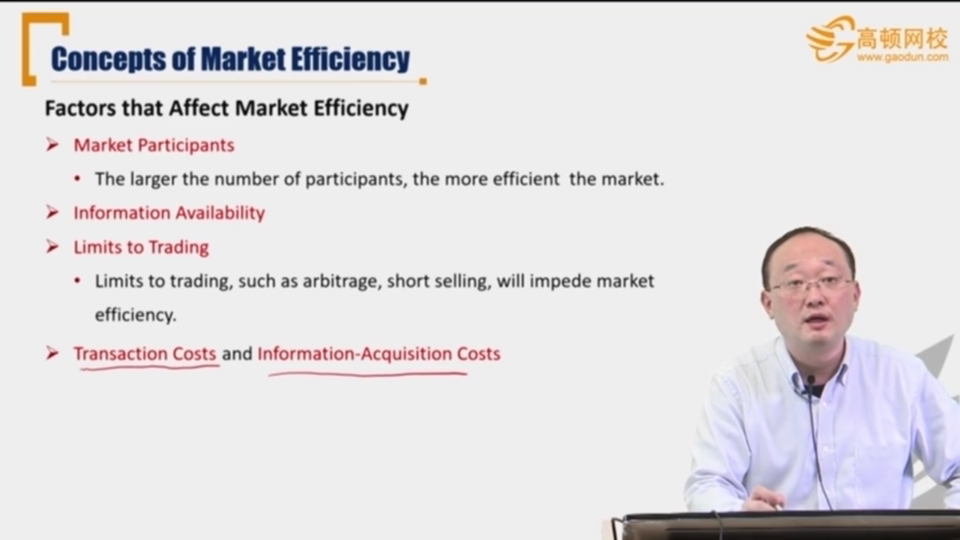 高顿网校
www.gaodun.com
Concepts of Market Efficiency
Factors that Affect Market Efficiency
Market Participants
The larger the number of participants, the more efficient the market.
Information Availability
Limits to Trading
Limits to trading, such as arbitrage, short selling, will impede market
efficiency.
Transaction Costs and Information-Acquisition Costs